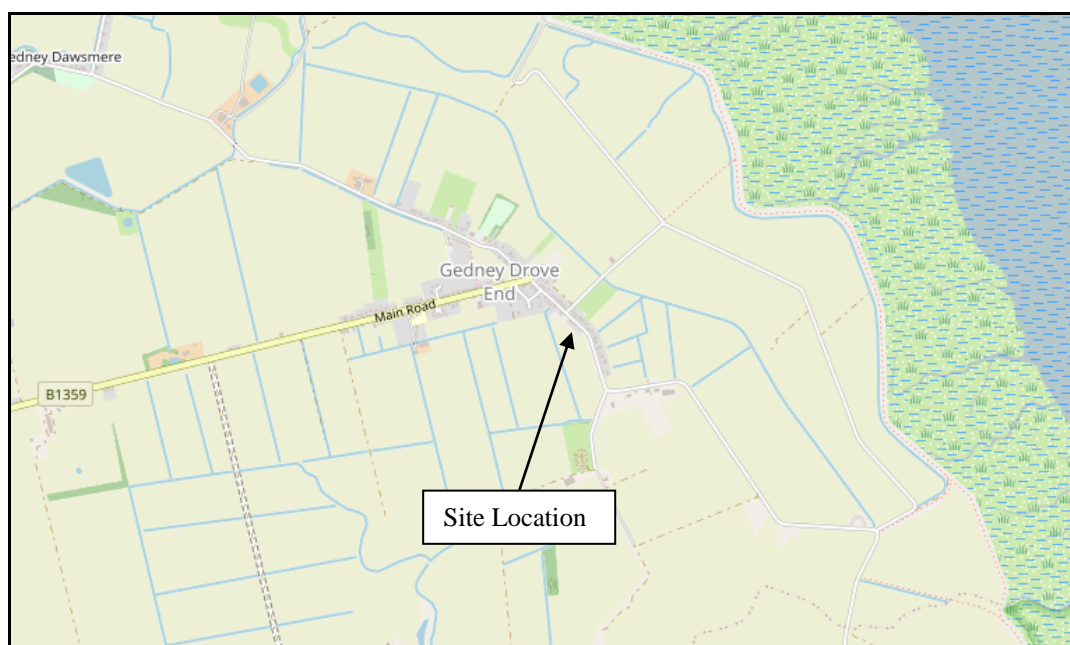 edney Dawsmere
Gedney Drove
End
Main Road
B1359
Site Location